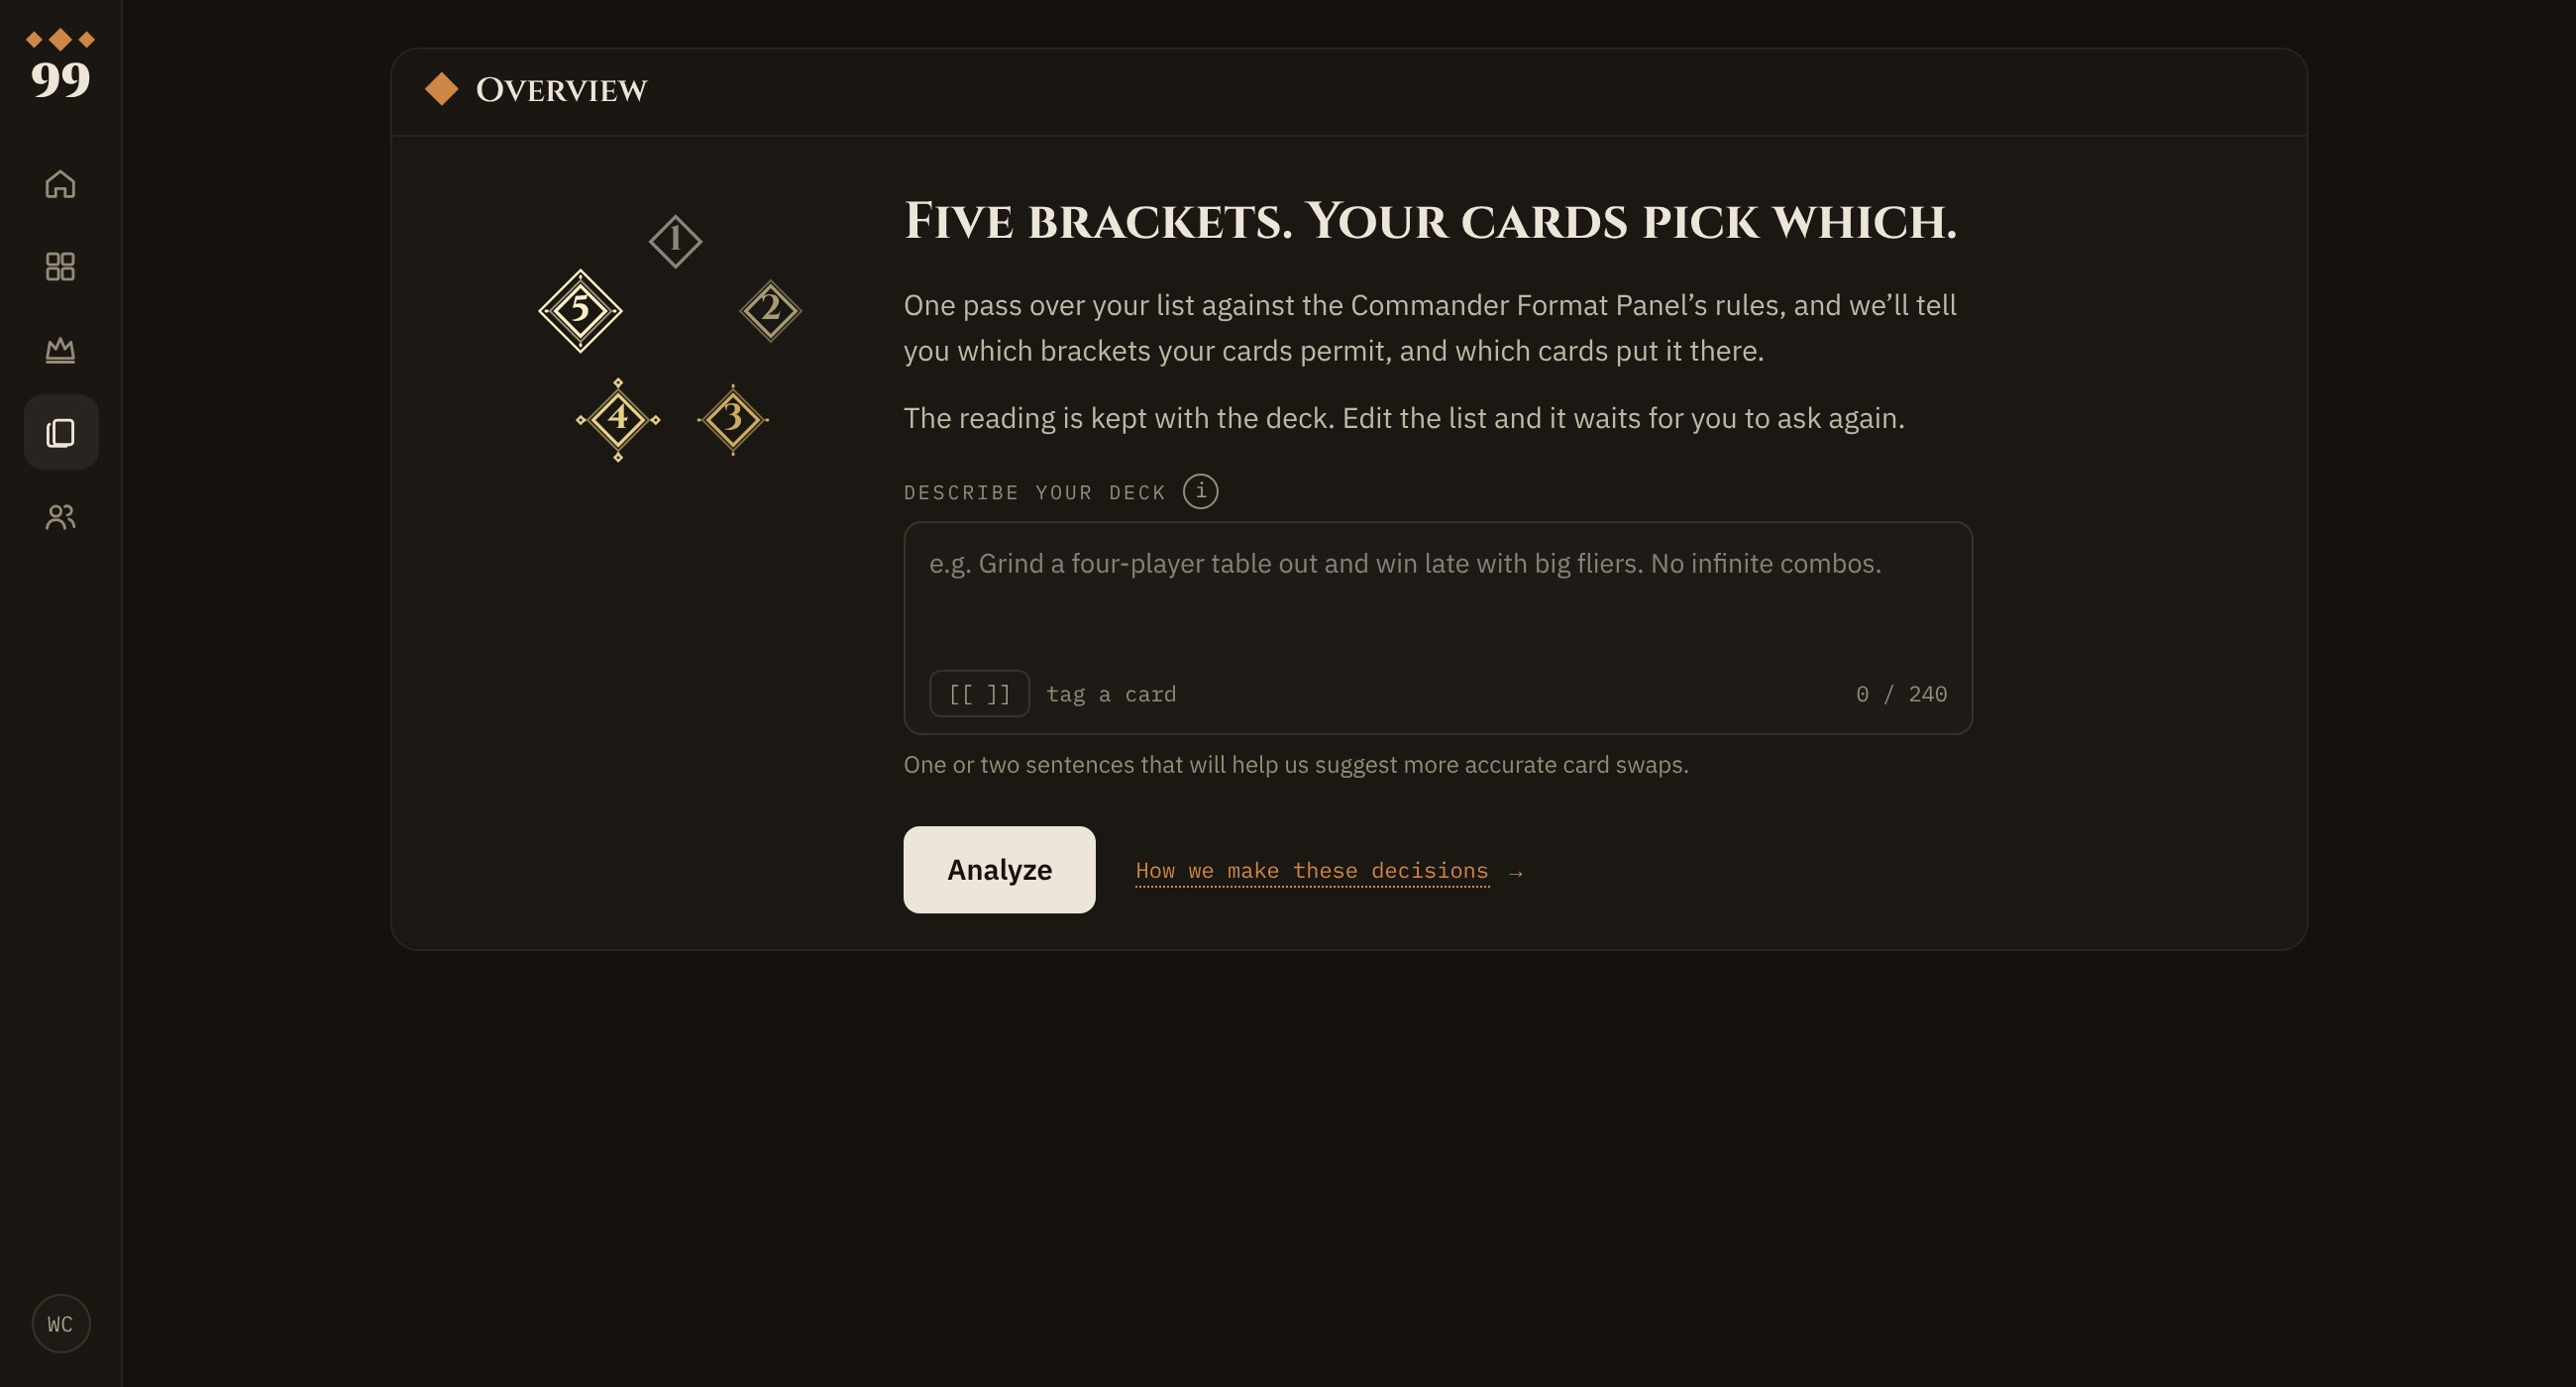 99
OVERVIEW
1
5
2
4
3
FIVE BRACKETS. YOUR CARDS PICK WHICH.
One pass over your list against the Commander Format Panel’s rules, and we’ll tell
you which brackets your cards permit, and which cards put it there.
The reading is kept with the deck. Edit the list and it waits for you to ask again.
DESCRIBE YOUR DECK i
e.g. Grind a four-player table out and win late with big fliers. No infinite combos.
[[ ]] tag a card 0 / 240
One or two sentences that will help us suggest more accurate card swaps.
Analyze How we make these decisions →
WC